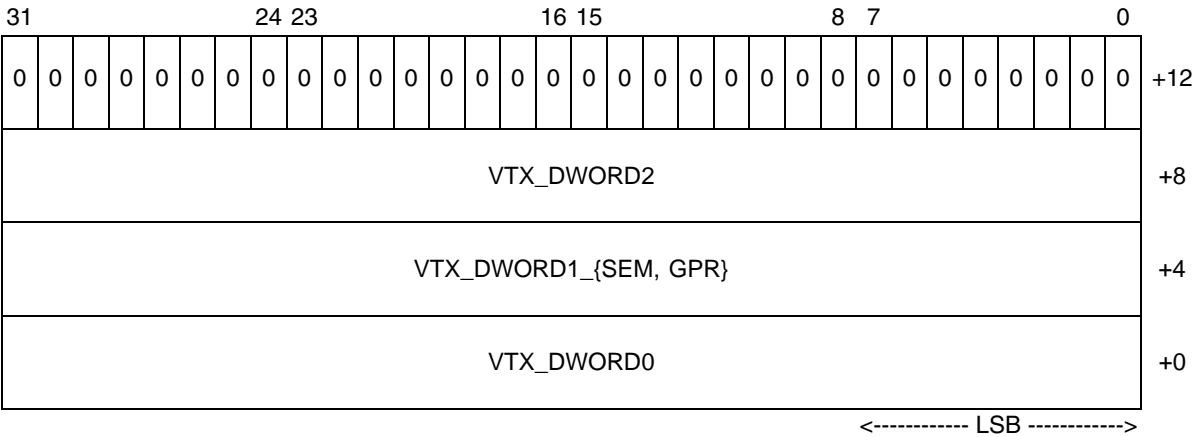 31 24 23 16 15 8 7 0
0 0 0 0 0 0 0 0 0 0 0 0 0 0 0 0 0 0 0 0 0 0 0 0 0 0 0 0 0 0 0 0 +12
VTX_DWORD2 +8
VTX_DWORD1_{SEM, GPR} +4
VTX_DWORD0 +0
<------------ LSB ------------>